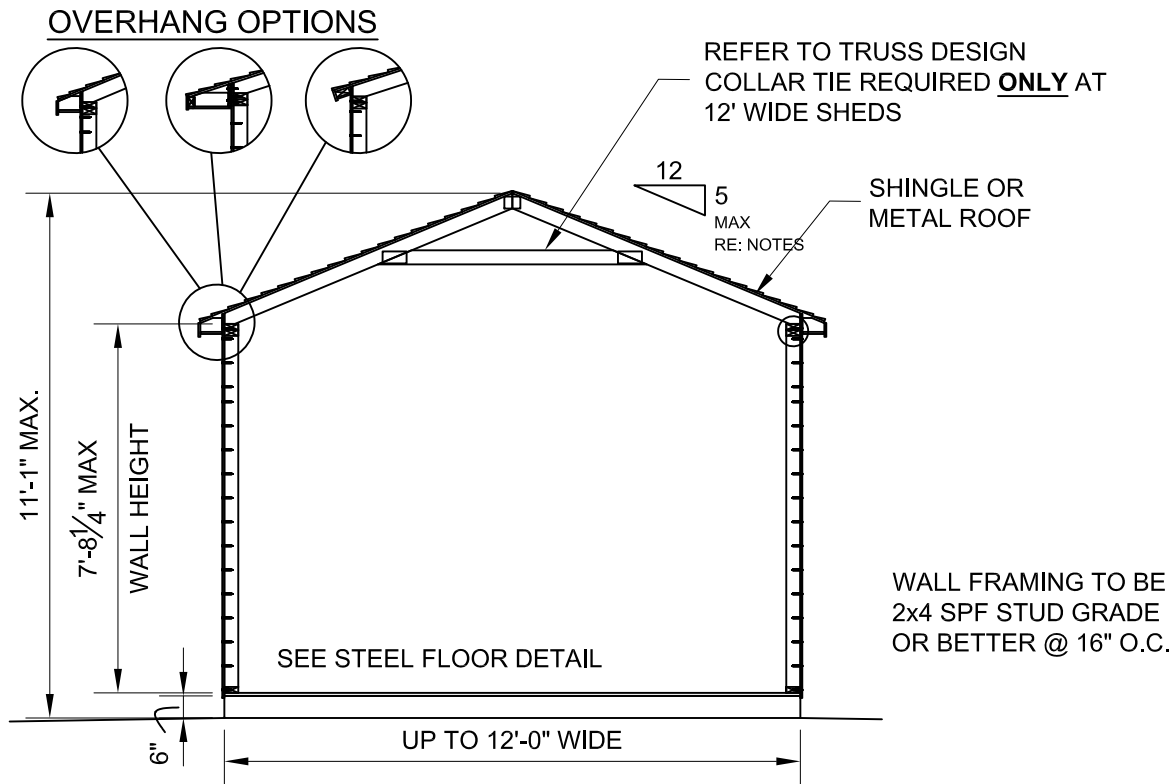 OVERHANG OPTIONS
REFER TO TRUSS DESIGN
COLLAR TIE REQUIRED ONLY AT
12' WIDE SHEDS
12
5
MAX
RE: NOTES
SHINGLE OR
METAL ROOF
11'-1" MAX.
7'-8 1/4" MAX
WALL HEIGHT
WALL FRAMING TO BE
2x4 SPF STUD GRADE
OR BETTER @ 16" O.C.
SEE STEEL FLOOR DETAIL
6"
UP TO 12'-0" WIDE